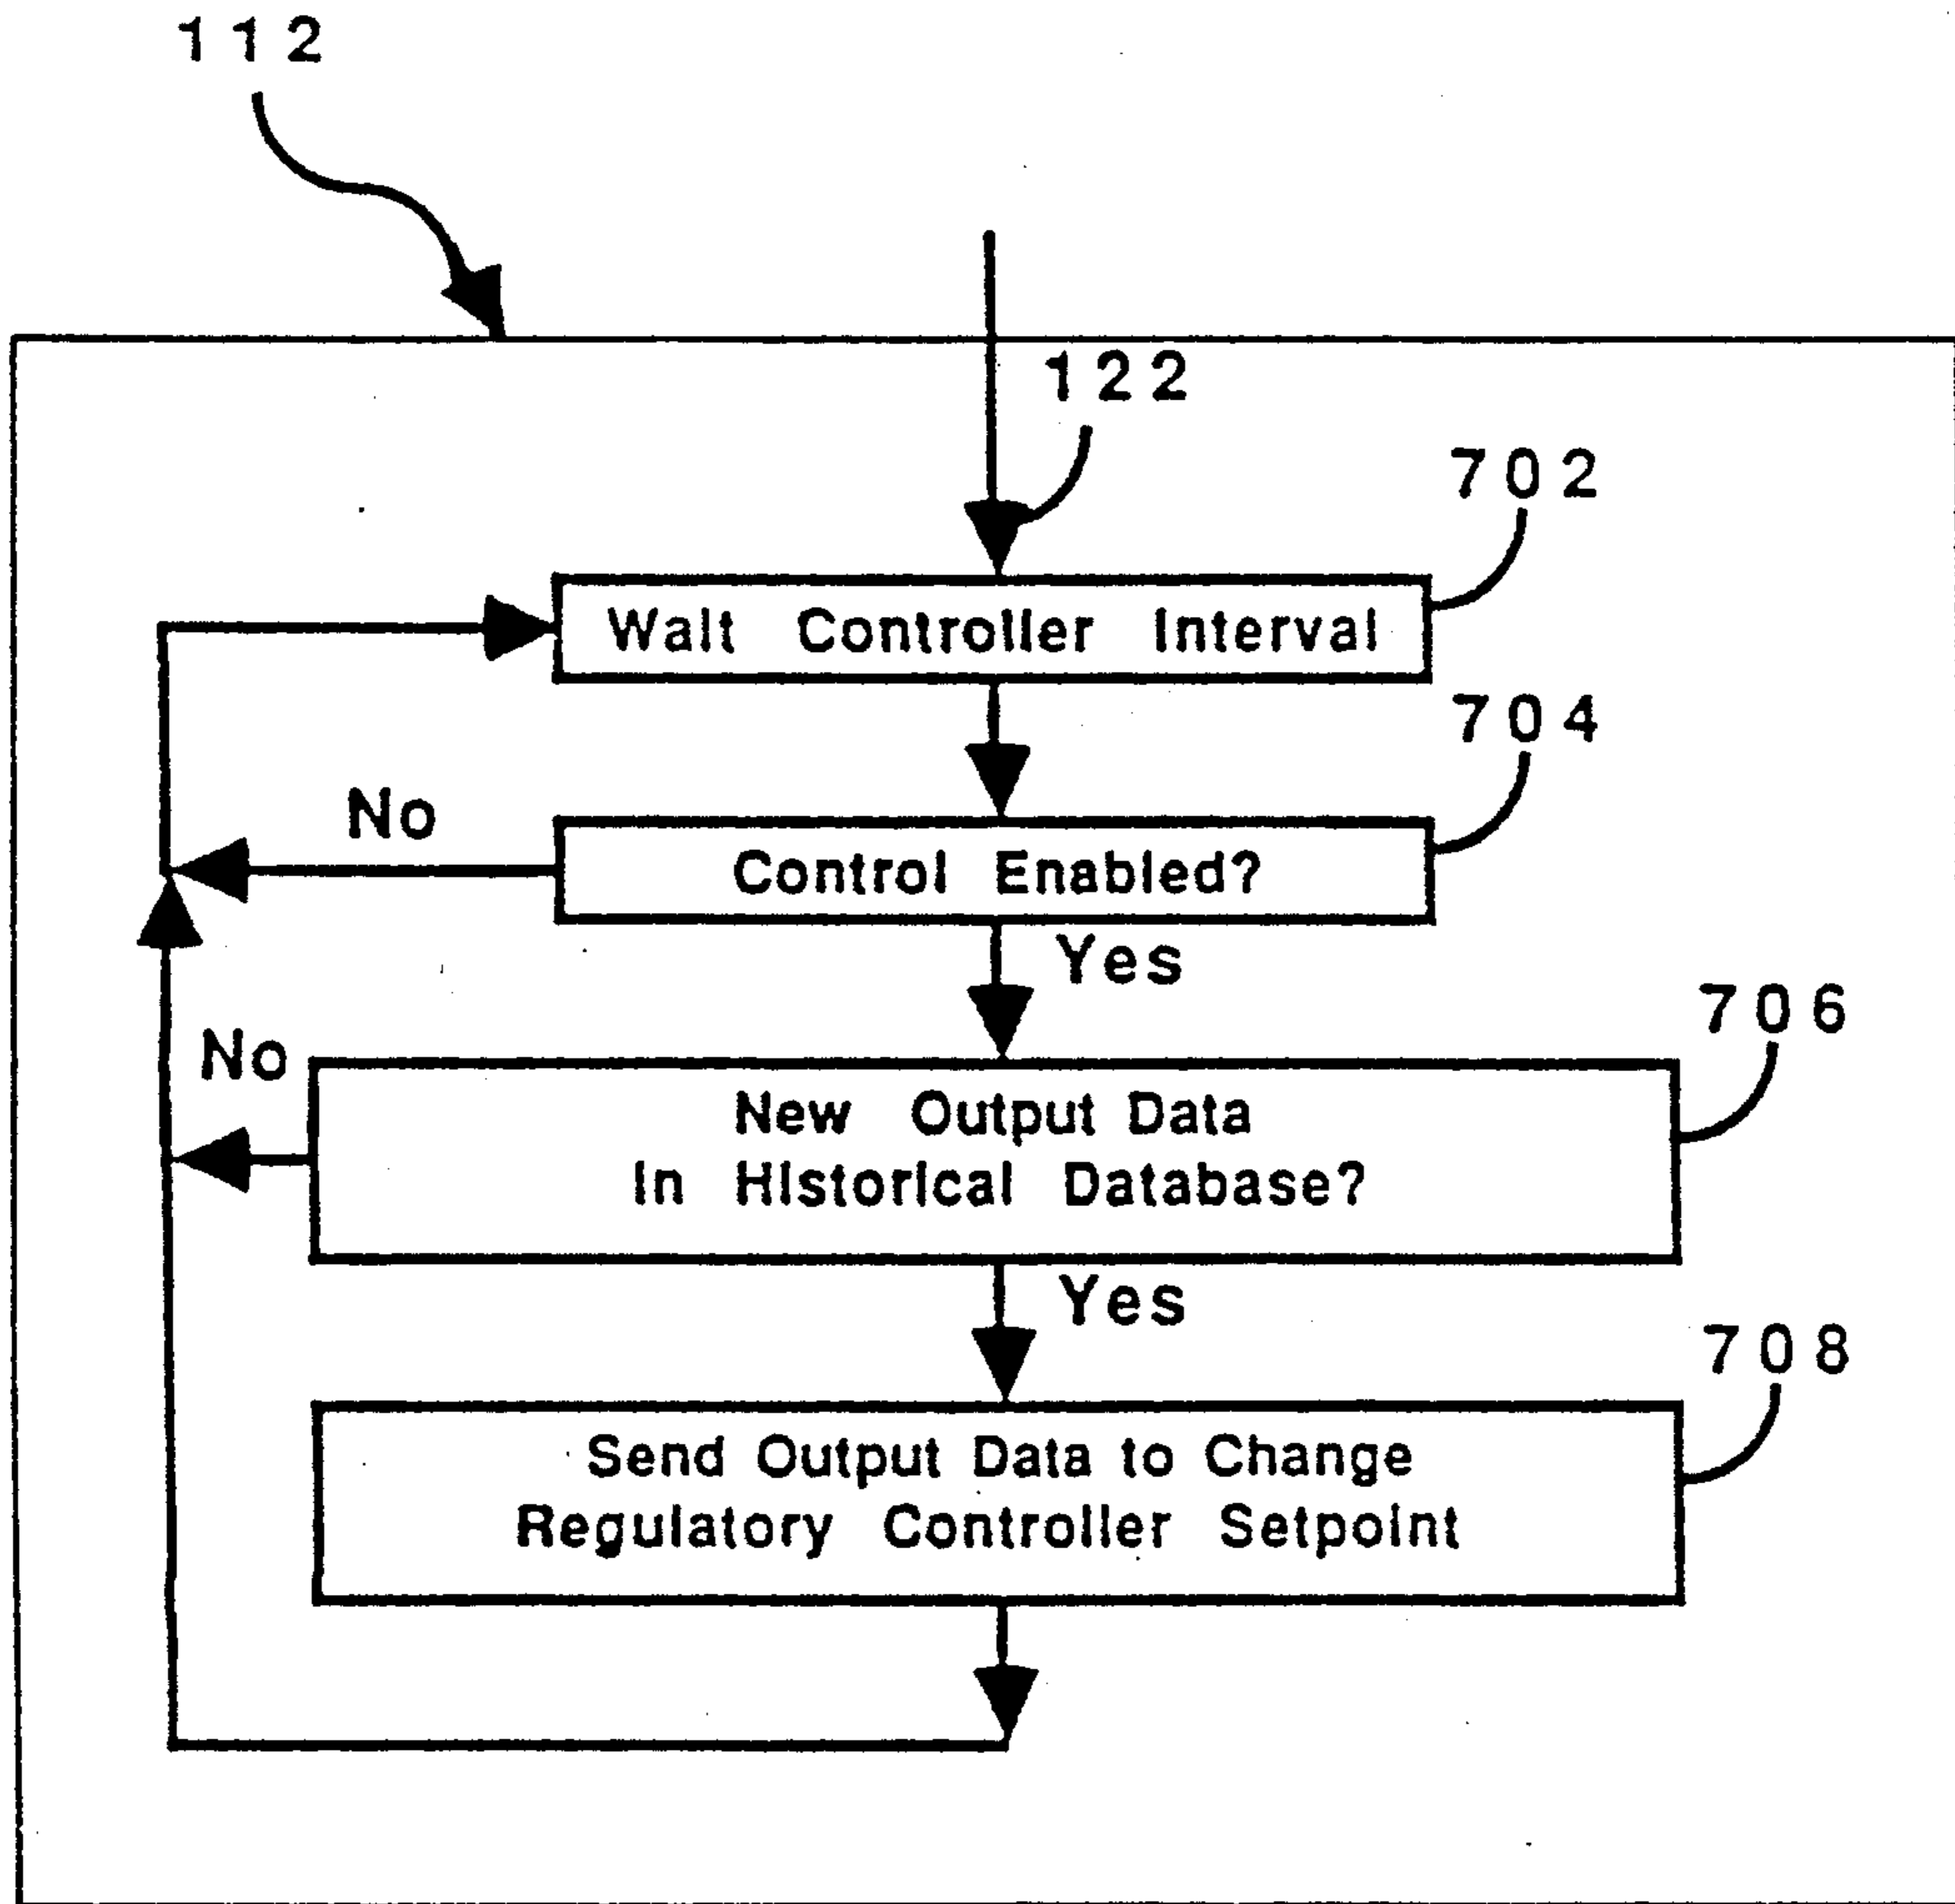 112
122
702
Wait Controller Interval
704
No
Control Enabled?
Yes
706
No
New Output Data
In Historical Database?
Yes
708
Send Output Data to Change
Regulatory Controller Setpoint